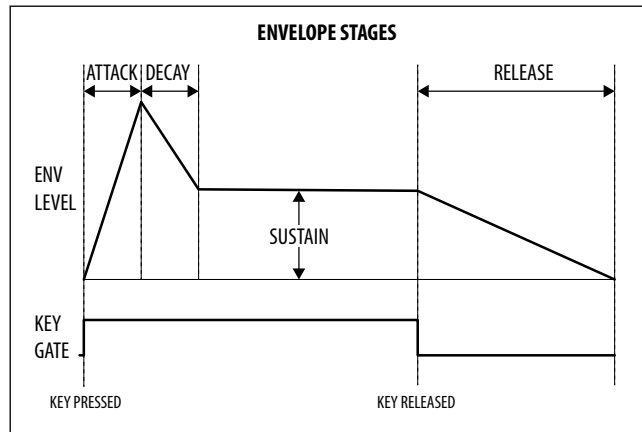 ENVELOPE STAGES
ATTACK DECAY RELEASE
ENV
LEVEL
SUSTAIN
KEY
GATE
KEY PRESSED KEY RELEASED